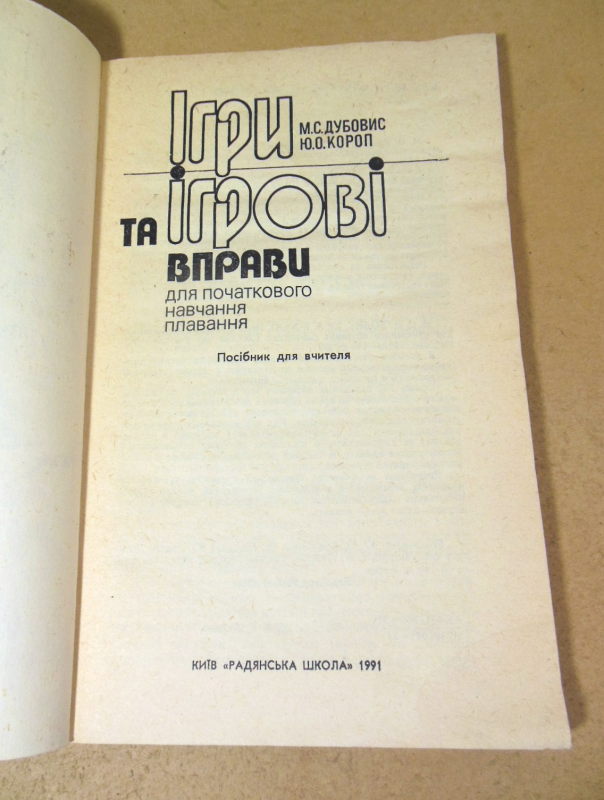 Ігри
М.С.ДУБОВИС
Ю.О.КОРОП
та ігрові
вправи
для початкового
навчання
плавання
Посібник для вчителя
КИЇВ «РАДЯНСЬКА ШКОЛА» 1991